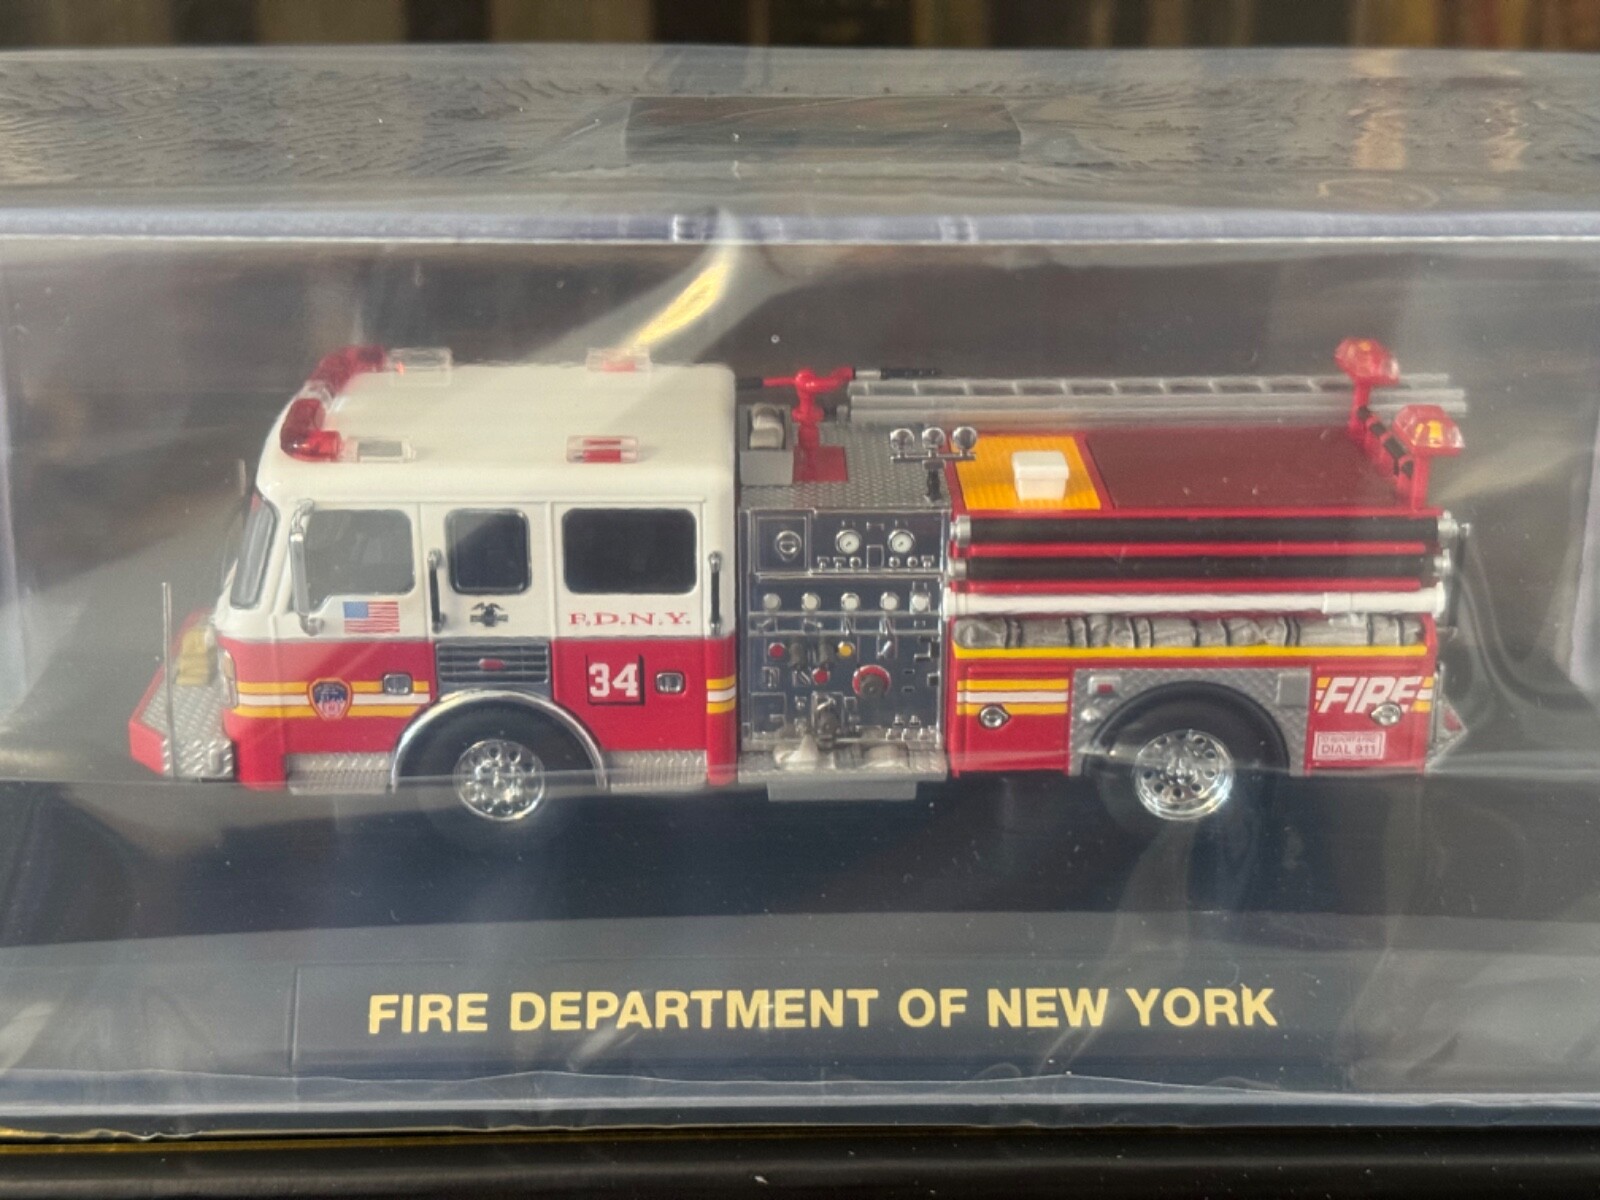 F.D.N.Y.
34
FIRE
DIAL 911
FIRE DEPARTMENT OF NEW YORK